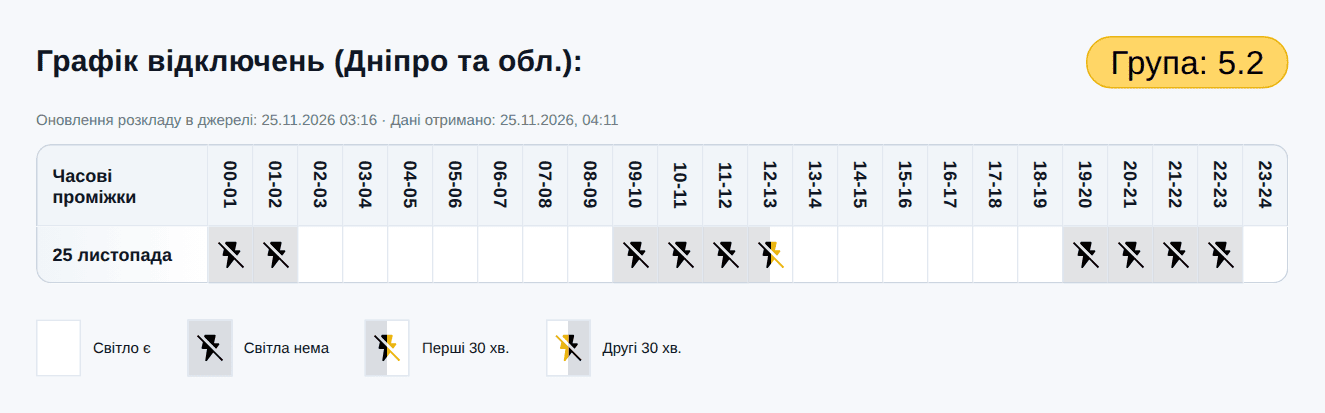 Графік відключень (Дніпро та обл.):
Група: 5.2
Оновлення розкладу в джерелі: 25.11.2026 03:16 · Дані отримано: 25.11.2026, 04:11
Часові
проміжки
00-01
01-02
02-03
03-04
04-05
05-06
06-07
07-08
08-09
09-10
10-11
11-12
12-13
13-14
14-15
15-16
16-17
17-18
18-19
19-20
20-21
21-22
22-23
23-24
25 листопада
Світло є
Світла нема
Перші 30 хв.
Другі 30 хв.